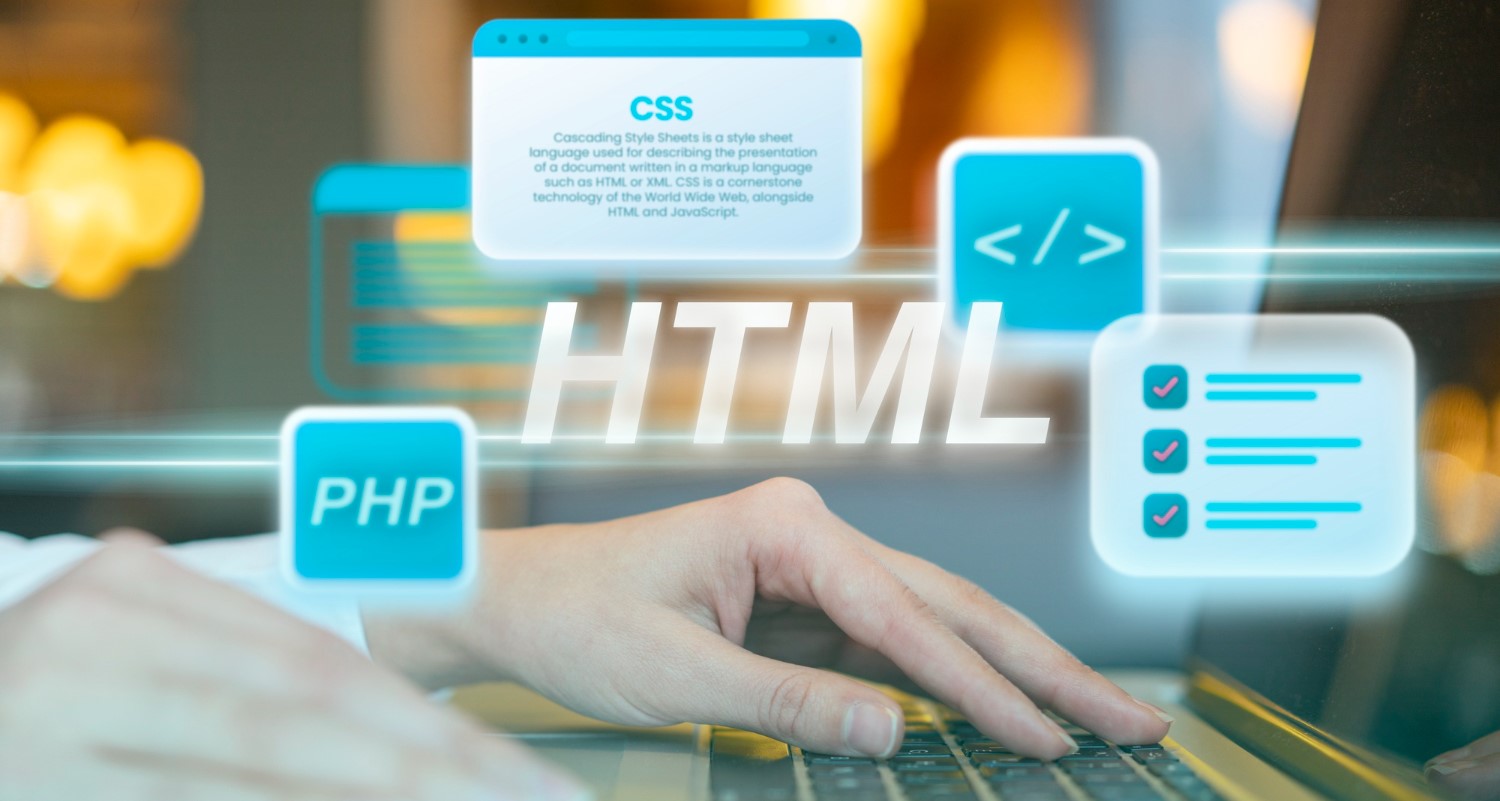 CSS
Cascading Style Sheets is a style sheet
language used for describing the presentation
of a document written in a markup language
such as HTML or XML. CSS is a cornerstone
technology of the World Wide Web, alongside
HTML and JavaScript.
</>
HTML
PHP